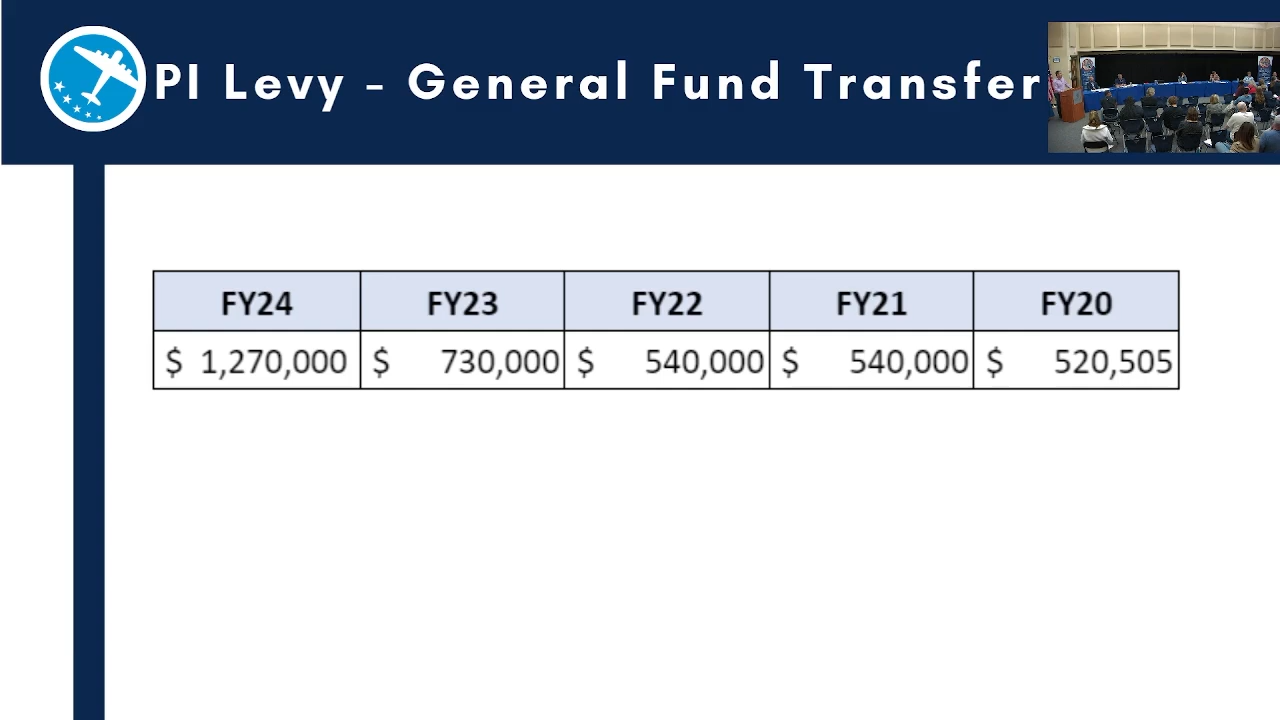 PI Levy - General Fund Transfer
FY24 FY23 FY22 FY21 FY20
$ 1,270,000 $ 730,000 $ 540,000 $ 540,000 $ 520,505